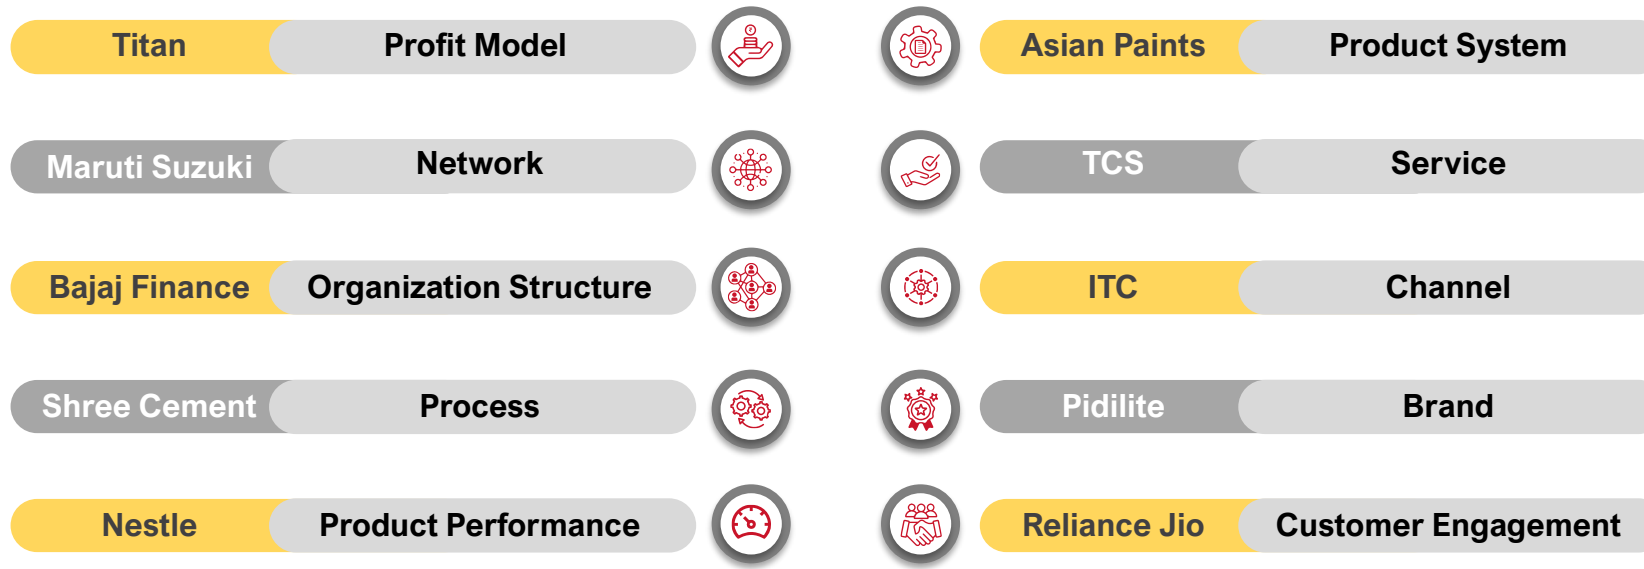 Titan Profit Model
Maruti Suzuki Network
Bajaj Finance Organization Structure
Shree Cement Process
Nestle Product Performance
Asian Paints Product System
TCS Service
ITC Channel
Pidilite Brand
Reliance Jio Customer Engagement